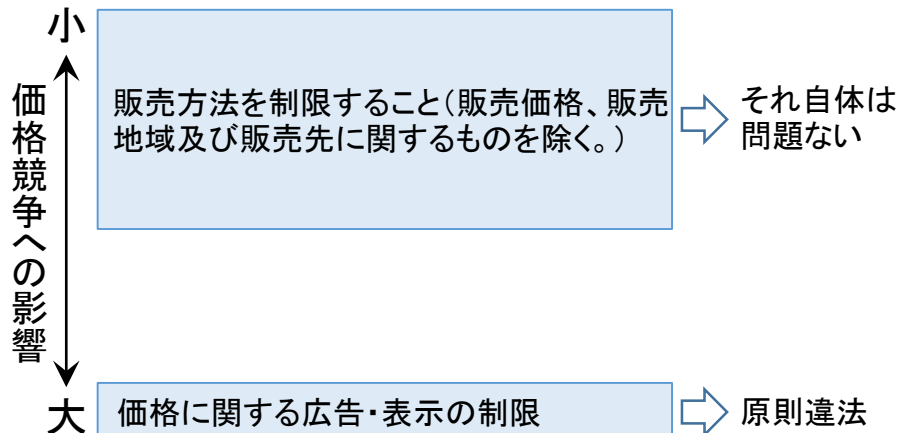 小
価格競争への影響
大
販売方法を制限すること(販売価格、販売
地域及び販売先に関するものを除く。)
それ自体は
問題ない
価格に関する広告・表示の制限
原則違法